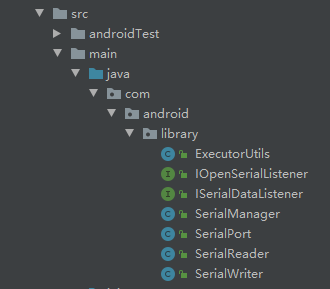 src
androidTest
main
java
com
android
library
C ExecutorUtils
I IOpenSerialListener
I ISerialDataListener
C SerialManager
C SerialPort
C SerialReader
C SerialWriter